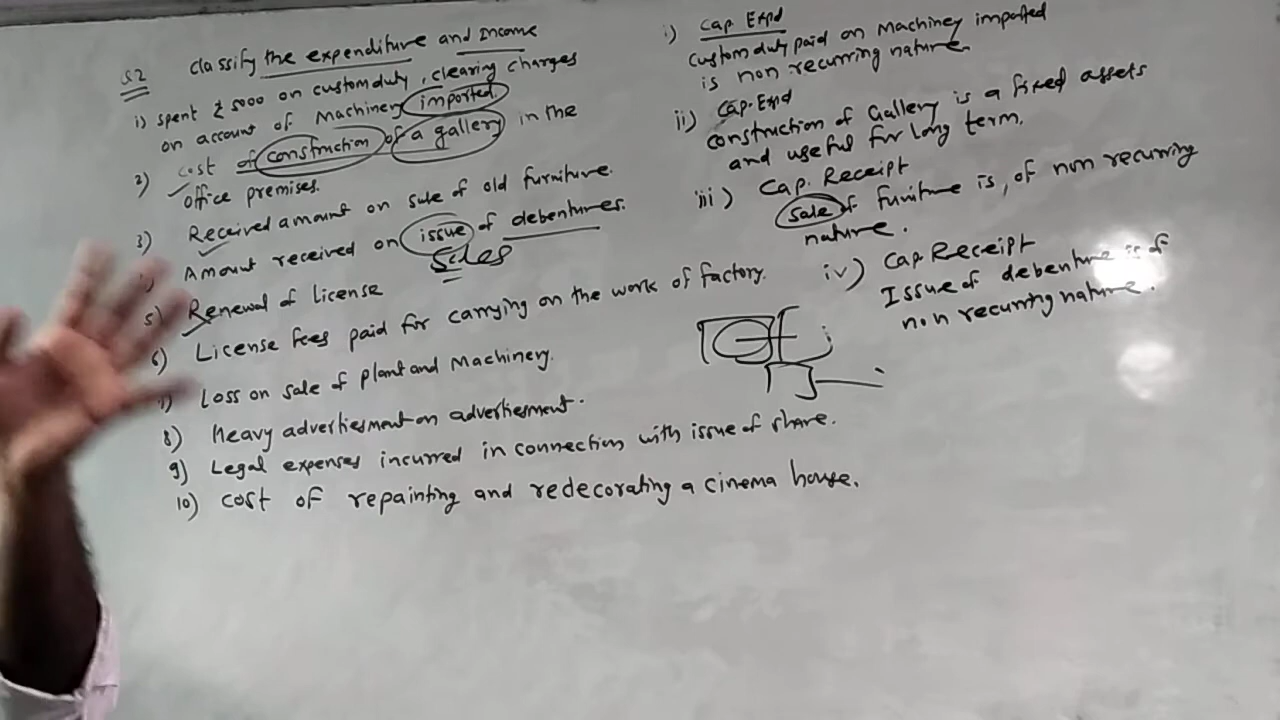 Q2 classify the expenditure and Income
i) spent ₹ 5000 on custom duty, clearing charges
on account of Machinery imported.
2) cost of construction of a gallery in the
office premises.
3) Received amount on sale of old furniture.
Amount received on issue of debentures.
Sales
5) Renewal of License
6) License fees paid for carrying on the work of factory.
Loss on sale of plant and Machinery.
8) Heavy advertiesment on advertiesment.
9) Legal expenses incurred in connection with issue of share.
10) cost of repainting and redecorating a cinema house.
i) Cap. Expd
custom duty paid on Machiney imported
is non recurring nature.
ii) Cap. Expd
construction of Gallery is a fixed assets
and useful for long term.
iii) Cap. Receipt
sale of funiture is, of non recurring
nature.
iv) Cap Receipt
Issue of debenture is of
non recurring nature.